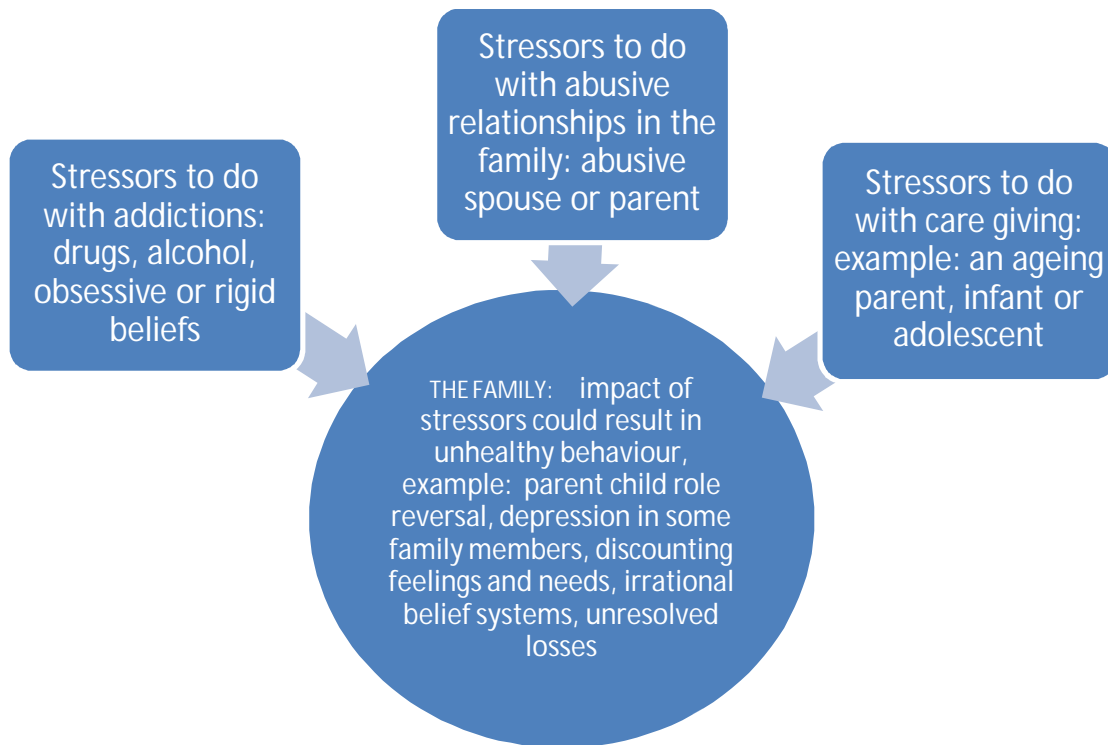 Stressors to do
with addictions:
drugs, alcohol,
obsessive or rigid
beliefs
Stressors to do
with abusive
relationships in the
family: abusive
spouse or parent
Stressors to do
with care giving:
example: an ageing
parent, infant or
adolescent
THE FAMILY: impact of
stressors could result in
unhealthy behaviour,
example: parent child role
reversal, depression in some
family members, discounting
feelings and needs, irrational
belief systems, unresolved
losses